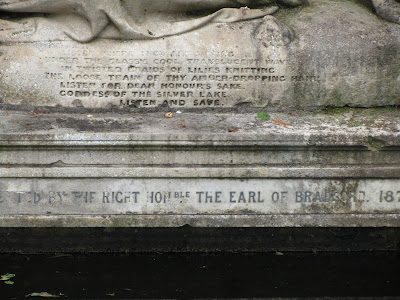 UNDER THE GLASSY COOL TRANSLUCENT WAVE
IN TWISTED BRAIDS OF LILIES KNITTING
THE LOOSE TRAIN OF THY AMBER-DROPPING HAIR;
LISTEN FOR DEAR HONOUR'S SAKE,
GODDESS OF THE SILVER LAKE
LISTEN AND SAVE.
BY THE RIGHT HONBLE THE EARL OF BRADFORD. 187